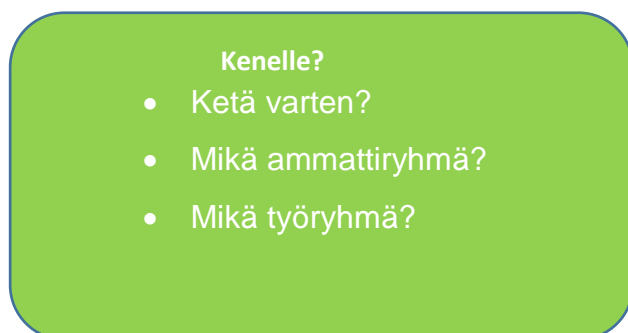 Kenelle?
• Ketä varten?
• Mikä ammattiryhmä?
• Mikä työryhmä?